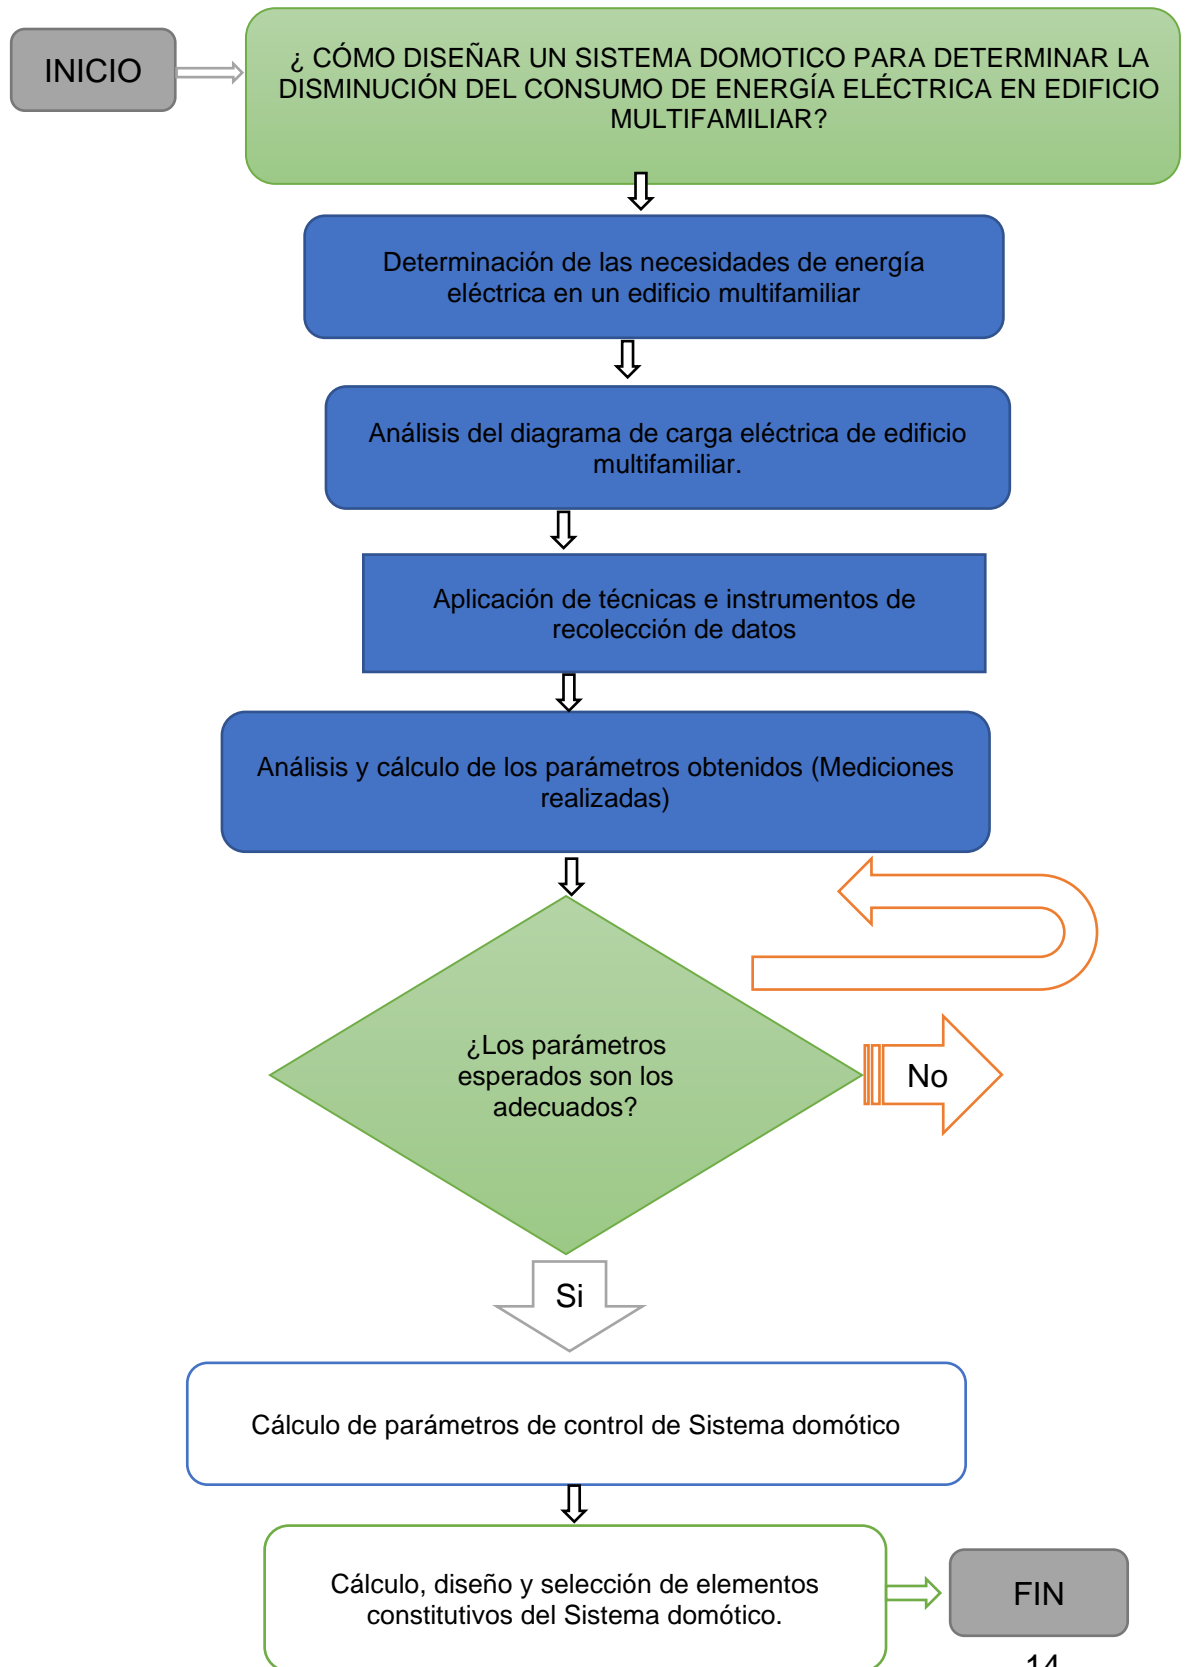 INICIO
¿ CÓMO DISEÑAR UN SISTEMA DOMOTICO PARA DETERMINAR LA
DISMINUCIÓN DEL CONSUMO DE ENERGÍA ELÉCTRICA EN EDIFICIO
MULTIFAMILIAR?
Determinación de las necesidades de energía
eléctrica en un edificio multifamiliar
Análisis del diagrama de carga eléctrica de edificio
multifamiliar.
Aplicación de técnicas e instrumentos de
recolección de datos
Análisis y cálculo de los parámetros obtenidos (Mediciones
realizadas)
¿Los parámetros
esperados son los
adecuados?
No
Si
Cálculo de parámetros de control de Sistema domótico
Cálculo, diseño y selección de elementos
constitutivos del Sistema domótico.
FIN
14